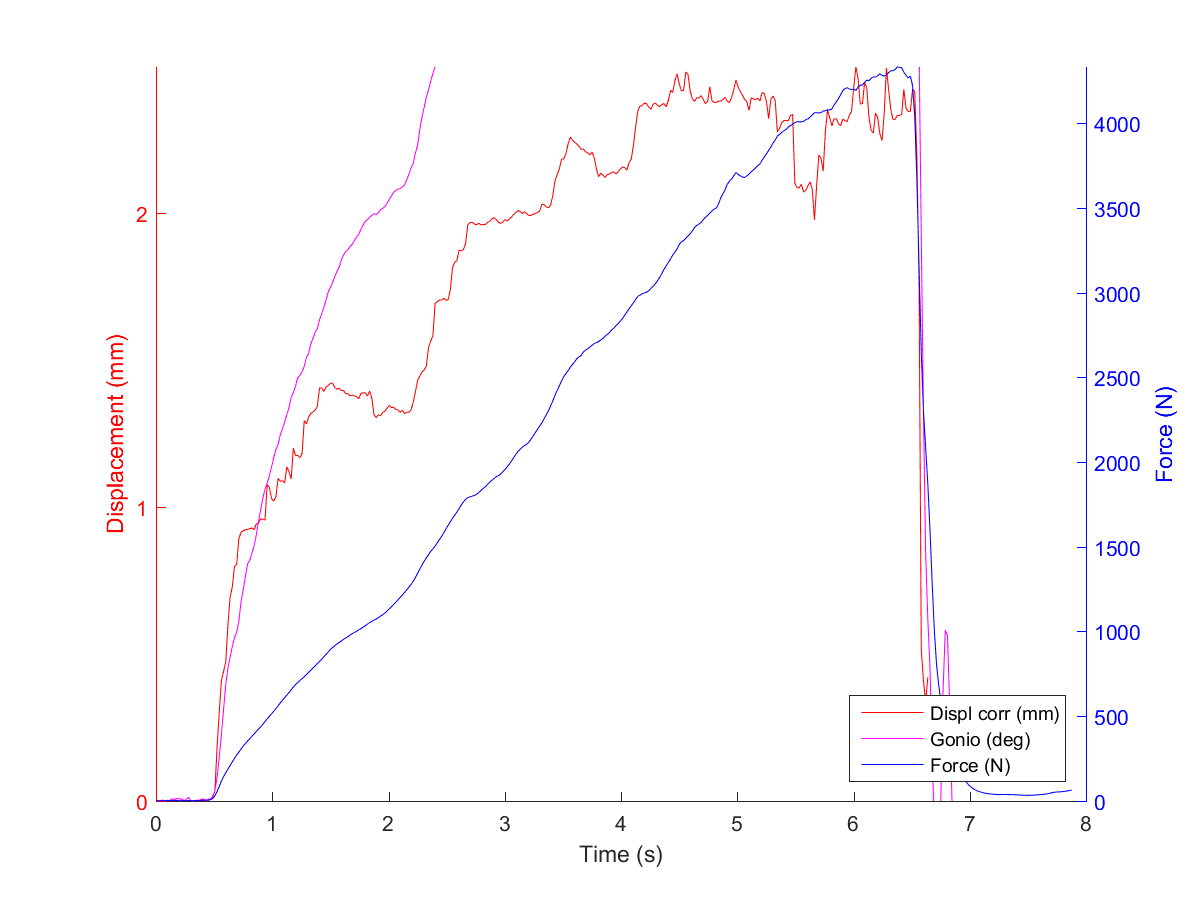 Displacement (mm)
2
1
0
0 1 2 3 4 5 6 7 8
Time (s)
4000
3500
3000
2500
2000
1500
1000
500
0
Force (N)
Displ corr (mm)
Gonio (deg)
Force (N)